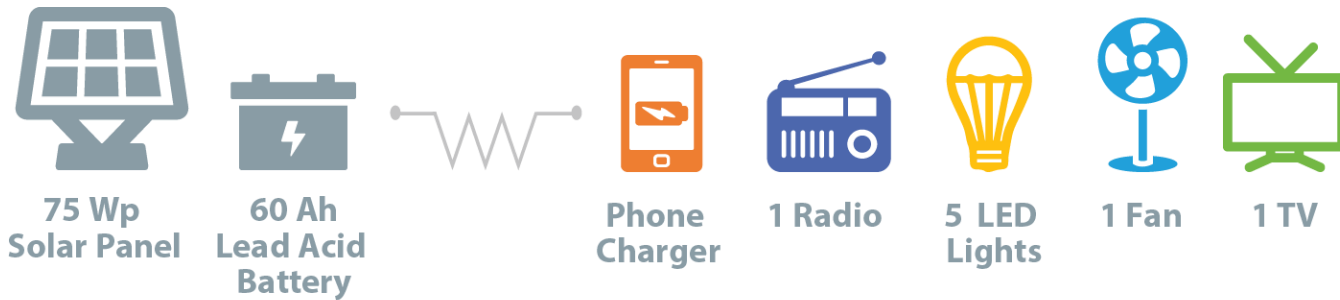 75 Wp
Solar Panel
60 Ah
Lead Acid
Battery
Phone
Charger
1 Radio
5 LED
Lights
1 Fan
1 TV